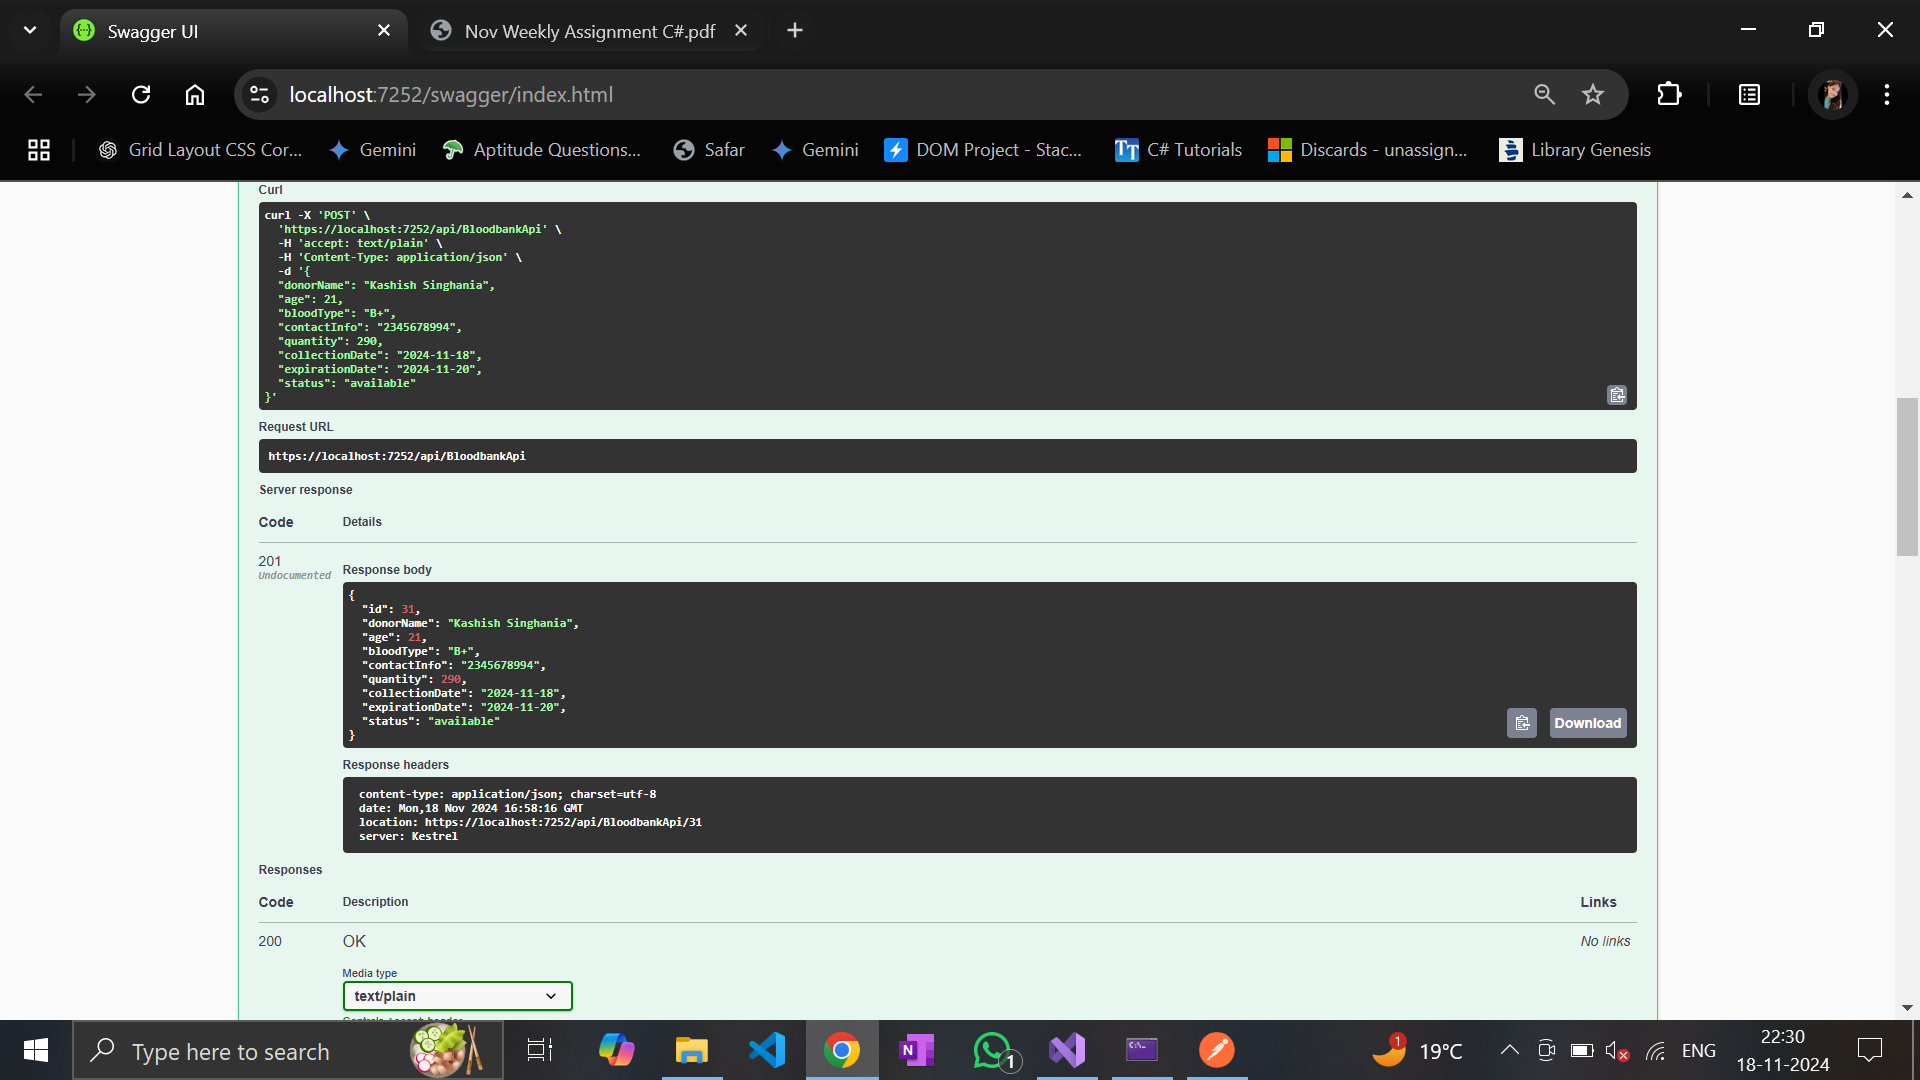 Swagger UI
Nov Weekly Assignment C#.pdf
localhost:7252/swagger/index.html
Grid Layout CSS Cor...
Gemini
Aptitude Questions...
Safar
Gemini
DOM Project - Stac...
C# Tutorials
Discards - unassign...
Library Genesis
Curl
curl -X 'POST' \
'https://localhost:7252/api/BloodbankApi' \
-H 'accept: text/plain' \
-H 'Content-Type: application/json' \
-d '{
"donorName": "Kashish Singhania",
"age": 21,
"bloodType": "B+",
"contactInfo": "2345678994",
"quantity": 290,
"collectionDate": "2024-11-18",
"expirationDate": "2024-11-20",
"status": "available"
}'
Request URL
https://localhost:7252/api/BloodbankApi
Server response
Code Details
201
Undocumented
Response body
{
"id": 31,
"donorName": "Kashish Singhania",
"age": 21,
"bloodType": "B+",
"contactInfo": "2345678994",
"quantity": 290,
"collectionDate": "2024-11-18",
"expirationDate": "2024-11-20",
"status": "available"
}
Download
Response headers
content-type: application/json; charset=utf-8
date: Mon,18 Nov 2024 16:58:16 GMT
location: https://localhost:7252/api/BloodbankApi/31
server: Kestrel
Responses
Code Description Links
200 OK No links
Media type
text/plain
Type here to search
1
1
19°C
ENG
22:30
18-11-2024